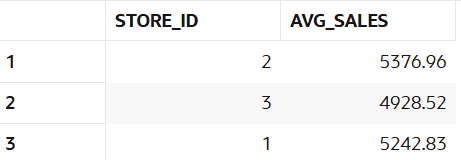 STORE_ID AVG_SALES
1 2 5376.96
2 3 4928.52
3 1 5242.83